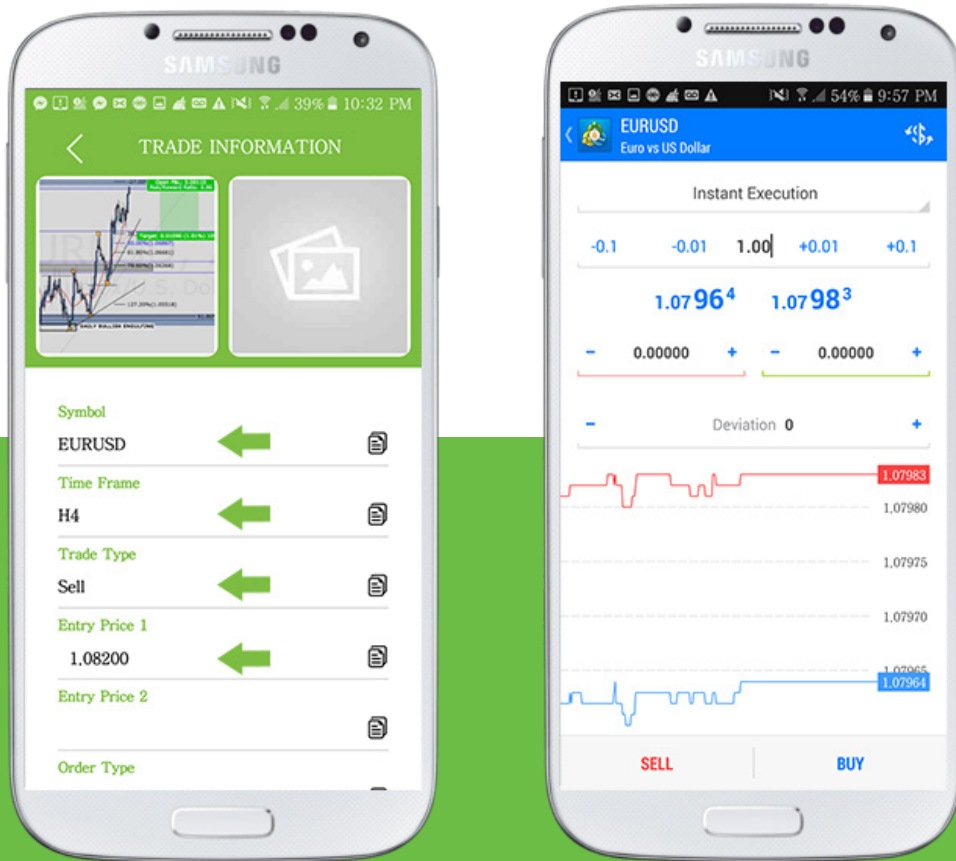 SAMSUNG
39% 10:32 PM
TRADE INFORMATION
Symbol
EURUSD
Time Frame
H4
Trade Type
Sell
Entry Price 1
1.08200
Entry Price 2
Order Type
DAILY BULLISH ENGULFING
SAMSUNG
54% 9:57 PM
EURUSD
Euro vs US Dollar
Instant Execution
-0.1 -0.01 1.00 +0.01 +0.1
1.07964 1.07983
- 0.00000 + - 0.00000 +
- Deviation 0 +
1.07983
1.07980
1.07975
1.07970
1.07965
1.07964
SELL BUY